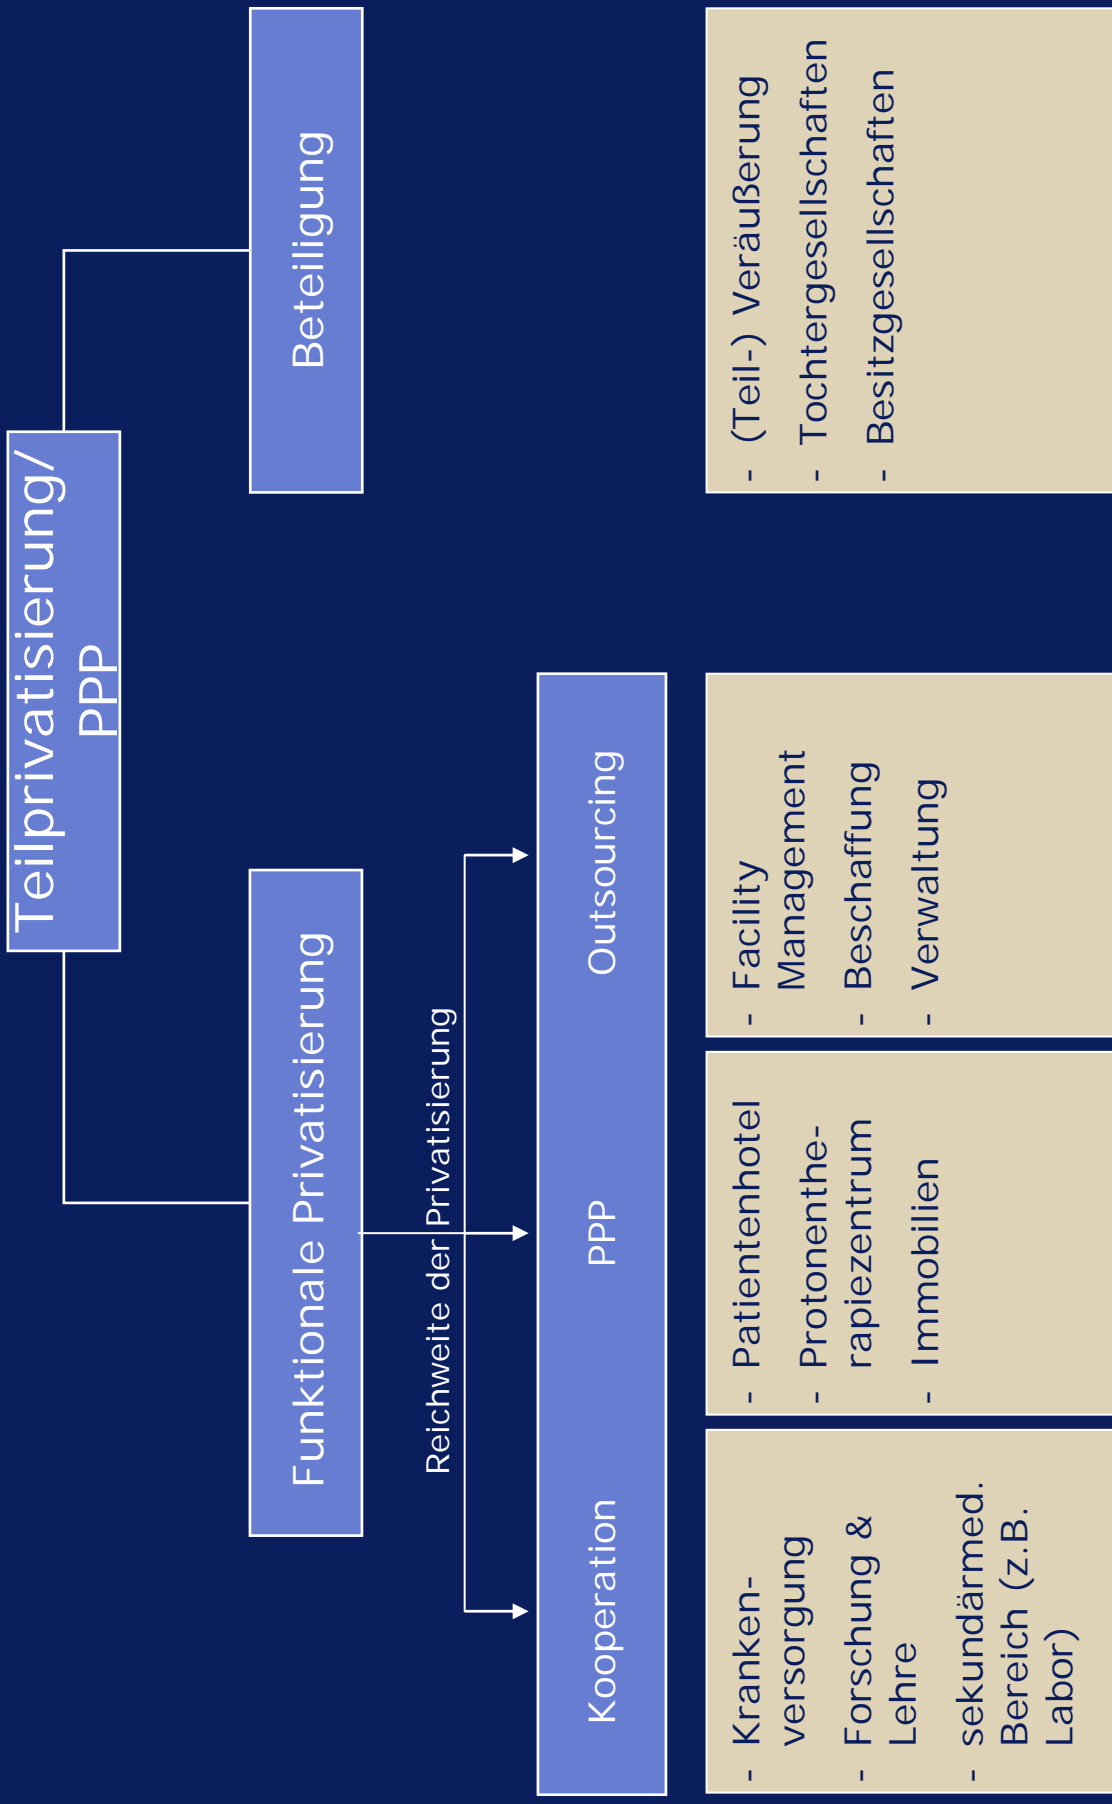 Teilprivatisierung/
PPP
Funktionale Privatisierung
Beteiligung
Reichweite der Privatisierung
Kooperation
PPP
Outsourcing
- Kranken-
versorgung
- Forschung &
Lehre
- sekundärmed.
Bereich (z.B.
Labor)
- Patientenhotel
- Protonenthe-
rapiezentrum
- Immobilien
- Facility
Management
- Beschaffung
- Verwaltung
- (Teil-) Veräußerung
- Tochtergesellschaften
- Besitzgesellschaften